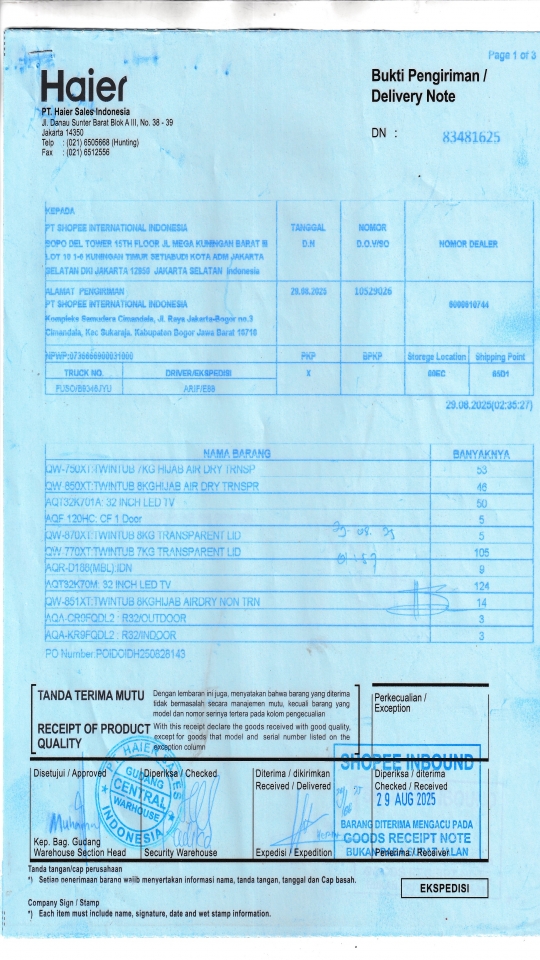 Page 1 of 3
Haier
PT. Haier Sales Indonesia
Jl. Danau Sunter Barat Blok A III, No. 38 - 39
Jakarta 14350
Telp : (021) 6505668 (Hunting)
Fax : (021) 6512556
Bukti Pengiriman /
Delivery Note
DN : 83481625
KEPADA
PT SHOPEE INTERNATIONAL INDONESIA
SOPO DEL TOWER 15TH FLOOR JL MEGA KUNINGAN BARAT III
LOT 10 1-6 KUNINGAN TIMUR SETIABUDI KOTA ADM JAKARTA
SELATAN DKI JAKARTA 12950 JAKARTA SELATAN Indonesia
TANGGAL
D.N
NOMOR
D.O.V/SO
NOMOR DEALER
ALAMAT PENGIRIMAN
PT SHOPEE INTERNATIONAL INDONESIA
Kompleks Samudera Cimandala, Jl. Raya Jakarta-Bogor no.3
Cimandala, Kec Sukaraja, Kabupaten Bogor Jawa Barat 16710
29.08.2025
10529026
NPWP:
PKP
BPKP
Storage Location
Shipping Point
TRUCK NO.
DRIVER/EKSPEDISI
X
FUSO/B9346JYU
ARIF/E69
29.08.2025(02:35:27)
NAMA BARANG BANYAKNYA
QW-750XT:TWINTUB 7KG HIJAB AIR DRY TRNSP 53
QW-850XT:TWINTUB 8KGHIJAB AIR DRY TRNSPR 46
AQT32K701A: 32 INCH LED TV 50
AQF-120HC: CF 1 Door 5
QW-870XT:TWINTUB 8KG TRANSPARENT LID 5
QW-770XT:TWINTUB 7KG TRANSPARENT LID 105
AQR-D188(MBL):IDN 9
AQT32K70M: 32 INCH LED TV 124
QW-851XT:TWINTUB 8KGHIJAB AIRDRY NON TRN 14
AQA-CR9FQDL2 : R32/OUTDOOR 3
AQA-KR9FQDL2 : R32/INDOOR 3
PO Number:POIDOIDH250828143
TANDA TERIMA MUTU
Dengan lembaran ini juga, menyatakan bahwa barang yang diterima
tidak bermasalah secara manajemen mutu, kecuali barang yang
model dan nomor serinya tertera pada kolom pengecualian
RECEIPT OF PRODUCT
QUALITY
With this receipt declare the goods received with good quality,
except for goods that model and serial number listed on the
exception column
Perkecualian /
Exception
Disetujui / Approved
Kep. Bag. Gudang
Warehouse Section Head
Diperiksa / Checked
Security Warehouse
HAIER SALES
GUDANG
CENTRAL
WARHOUSE
INDONESIA
Diterima / dikirimkan
Received / Delivered
Expedisi / Expedition
Diperiksa / diterima
Checked / Received
Penerima / Receiver
SHOPEE INBOUND
29 AUG 2025
BARANG DITERIMA MENGACU PADA
GOODS RECEIPT NOTE
BUKAN PADA SURAT JALAN
Tanda tangan/cap perusahaan
*) Setiap penerimaan barang wajib menyertakan informasi nama, tanda tangan, tanggal dan Cap basah.
EKSPEDISI
Company Sign / Stamp
*) Each item must include name, signature, date and wet stamp information.